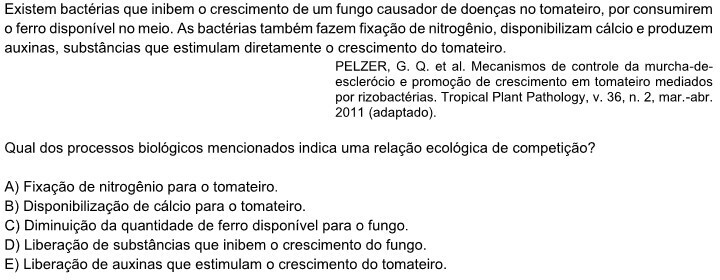 Existem bactérias que inibem o crescimento de um fungo causador de doenças no tomateiro, por consumirem
o ferro disponível no meio. As bactérias também fazem fixação de nitrogênio, disponibilizam cálcio e produzem
auxinas, substâncias que estimulam diretamente o crescimento do tomateiro.
PELZER, G. Q. et al. Mecanismos de controle da murcha-de-
esclerócio e promoção de crescimento em tomateiro mediados
por rizobactérias. Tropical Plant Pathology, v. 36, n. 2, mar.-abr.
2011 (adaptado).
Qual dos processos biológicos mencionados indica uma relação ecológica de competição?
A) Fixação de nitrogênio para o tomateiro.
B) Disponibilização de cálcio para o tomateiro.
C) Diminuição da quantidade de ferro disponível para o fungo.
D) Liberação de substâncias que inibem o crescimento do fungo.
E) Liberação de auxinas que estimulam o crescimento do tomateiro.